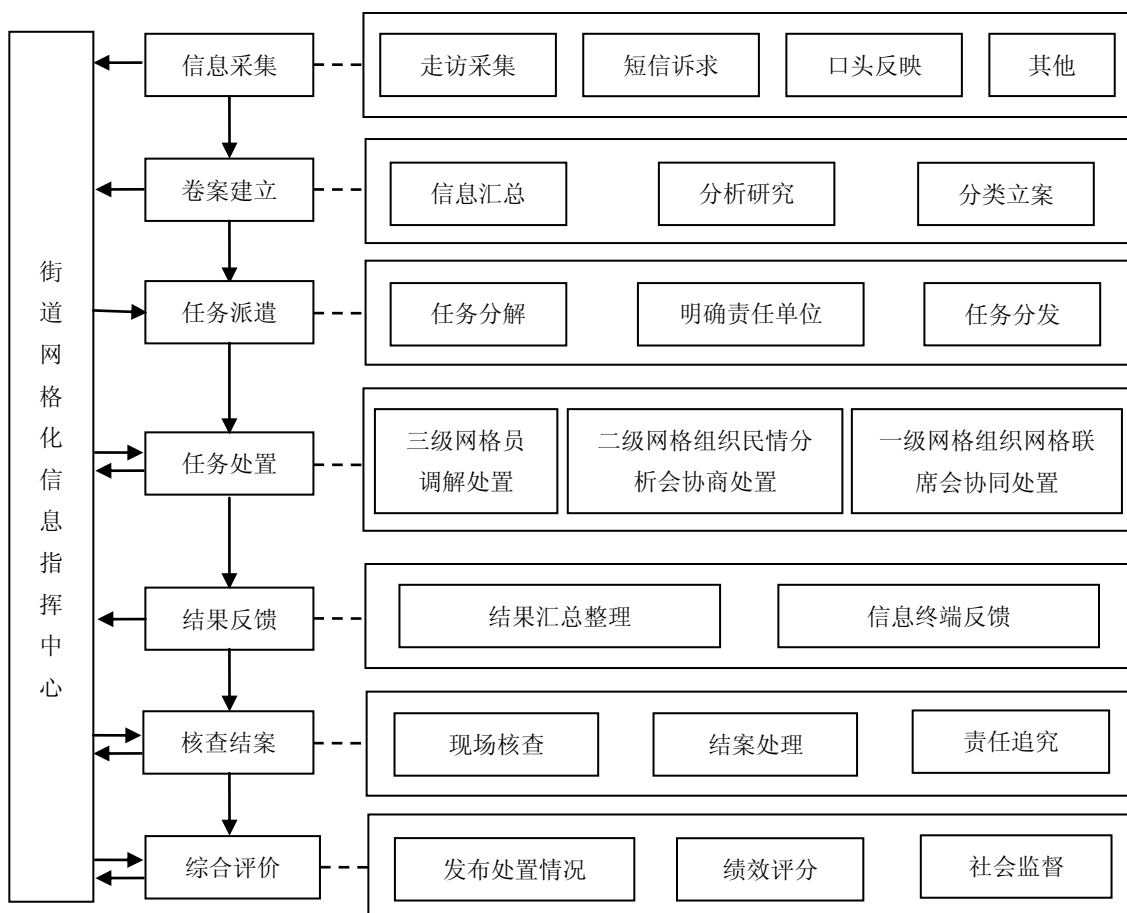 街道网格化信息指挥中心
信息采集
走访采集
短信诉求
口头反映
其他
卷案建立
信息汇总
分析研究
分类立案
任务派遣
任务分解
明确责任单位
任务分发
任务处置
三级网格员
调解处置
二级网格组织民情分
析会协商处置
一级网格组织网格联
席会协同处置
结果反馈
结果汇总整理
信息终端反馈
核查结案
现场核查
结案处理
责任追究
综合评价
发布处置情况
绩效评分
社会监督